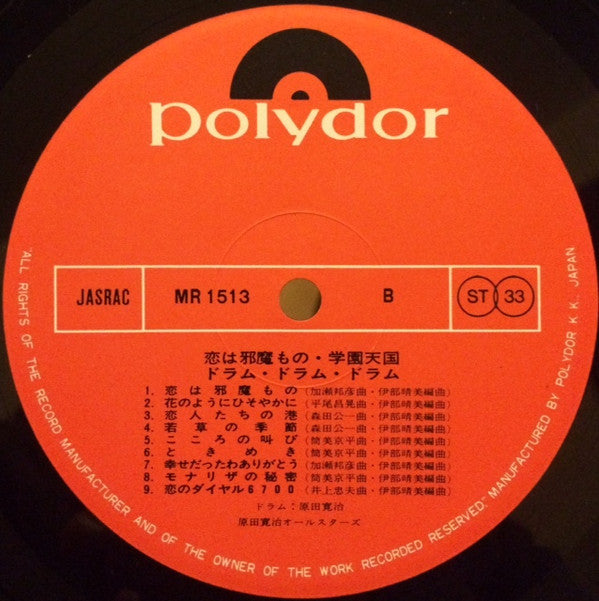 polydor
JASRAC MR 1513 B ST 33
恋は邪魔もの・学園天国
ドラム・ドラム・ドラム
1. 恋は邪魔もの (加瀬邦彦曲・伊部晴美編曲)
2. 花のようにひそやかに (平尾昌晃曲・伊部晴美編曲)
3. 恋人たちの港 (森田公一曲・伊部晴美編曲)
4. 若草の季節 (森田公一曲・伊部晴美編曲)
5. こころの叫び (筒美京平曲・伊部晴美編曲)
6. ときめき (筒美京平曲・伊部晴美編曲)
7. 幸せだったわありがとう (加瀬邦彦曲・伊部晴美編曲)
8. モナリザの秘密 (筒美京平曲・伊部晴美編曲)
9. 恋のダイヤル6700 (井上忠夫曲・伊部晴美編曲)
ドラム：原田寛治
原田寛治オールスターズ
"ALL RIGHTS OF THE RECORD MANUFACTURER AND OF THE OWNER OF THE WORK RECORDED RESERVED." MANUFACTURED BY POLYDOR K.K. JAPAN.